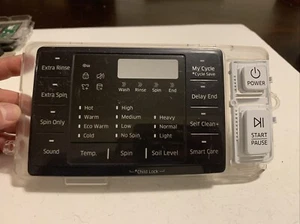 Extra Rinse
My Cycle
*Cycle Save
POWER
Wash Rinse Spin End
Extra Spin
Delay End
Hot High
Warm Medium Heavy
Spin Only
Eco Warm Low Normal
Self Clean+
Cold No Spin Light
START
PAUSE
Sound
Temp. Spin Soil Level
Smart Care
*Child Lock